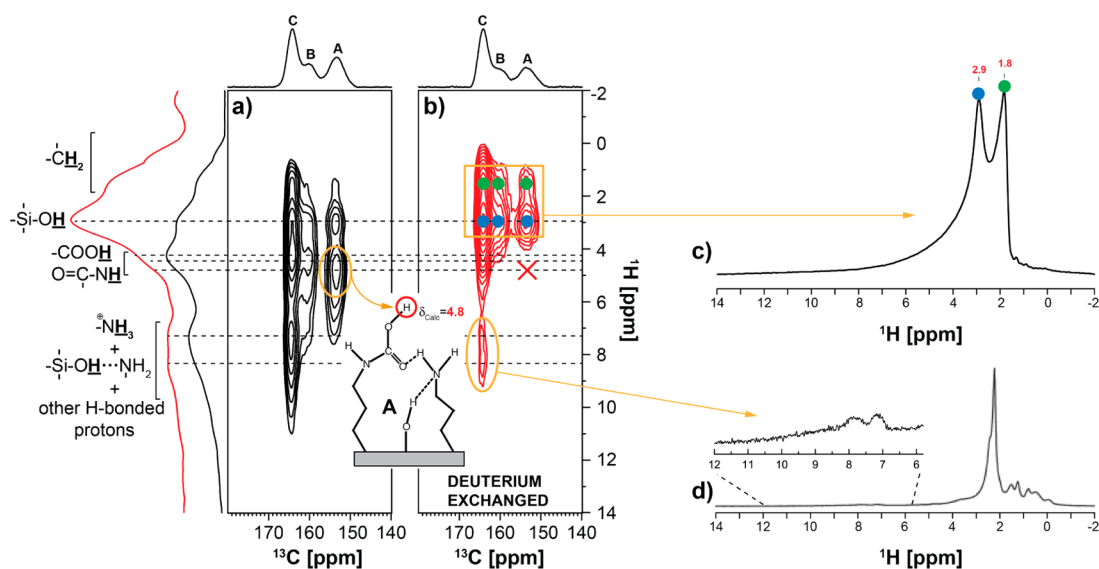 C
B
A
C
B
A
a)
b)
-2
0
2
4
6
8
10
12
14
¹H [ppm]
-CH₂
-Si-OH
-COOH
O=C-NH
⊕
-NH₃
+
-Si-OH···NH₂
+
other H-bonded
protons
H
δCalc=4.8
O
H
C
O
H
H
N
N
H
O
A
DEUTERIUM
EXCHANGED
170
160
150
140
¹³C [ppm]
170
160
150
140
¹³C [ppm]
2.9
1.8
c)
14
12
10
8
6
4
2
0
-2
¹H [ppm]
12
11
10
9
8
7
6
d)
14
12
10
8
6
4
2
0
-2
¹H [ppm]